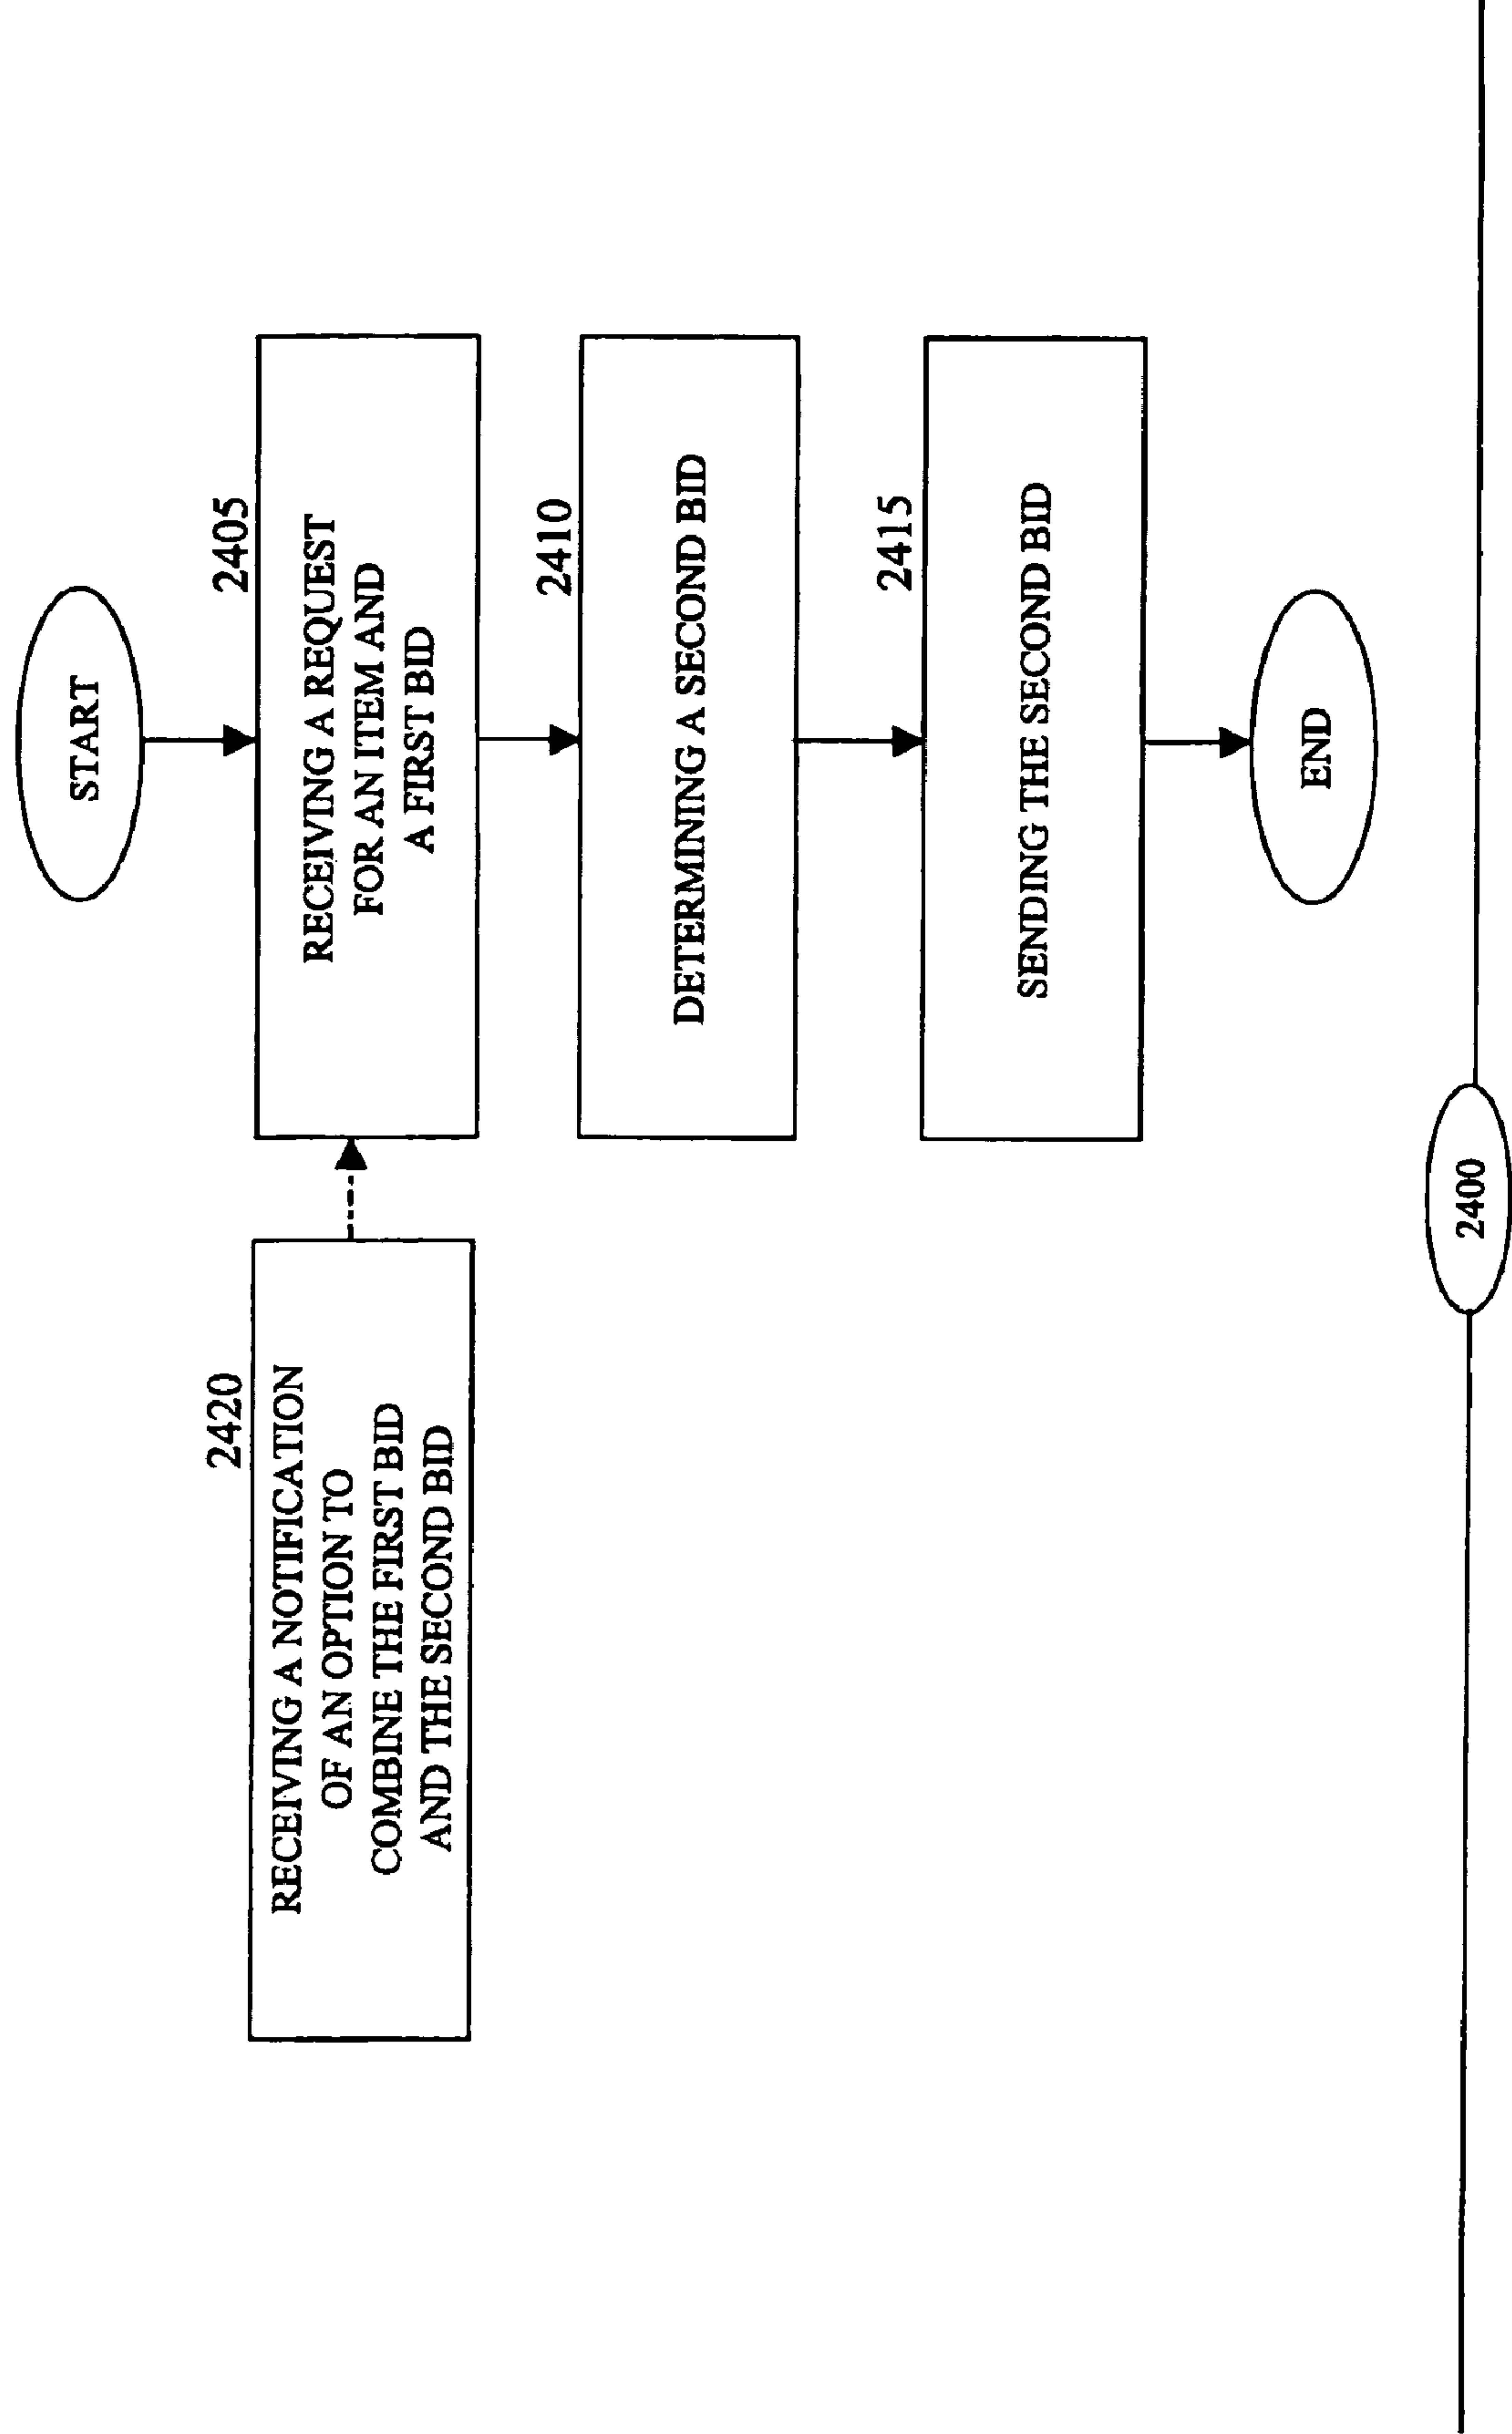 START
2405
RECEIVING A REQUEST
FOR AN ITEM AND
A FIRST BID
2420
RECEIVING A NOTIFICATION
OF AN OPTION TO
COMBINE THE FIRST BID
AND THE SECOND BID
2410
DETERMINING A SECOND BID
2415
SENDING THE SECOND BID
END
2400